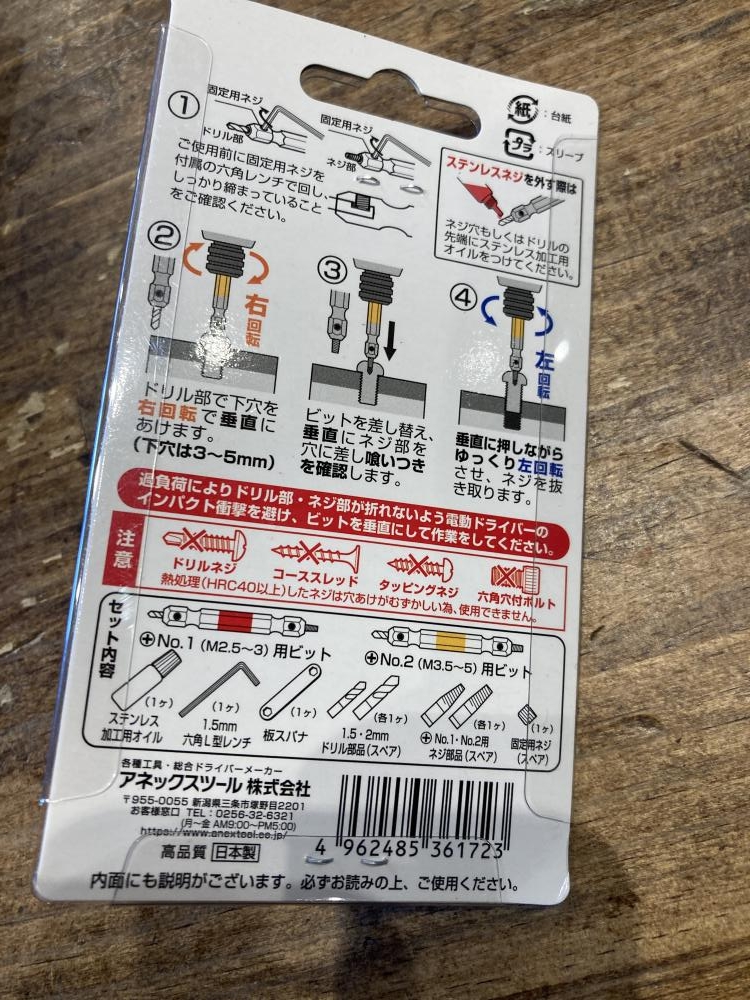 紙：台紙
プラ：スリーブ
①
固定用ネジ
ドリル部
固定用ネジ
ネジ部
ご使用前に固定用ネジを
付属の六角レンチで回し、
しっかり締まっていること
をご確認ください。
ステンレスネジを外す際は
ネジ穴もしくはドリルの
先端にステンレス加工用
オイルをつけてください。
②
右回転
ドリル部で下穴を
右回転で垂直に
あけます。
(下穴は3〜5mm)
③
ビットを差し替え、
垂直にネジ部を
穴に差し喰いつき
を確認します。
④
左回転
垂直に押しながら
ゆっくり左回転
させ、ネジを抜
き取ります。
過負荷によりドリル部・ネジ部が折れないよう電動ドライバーの
インパクト衝撃を避け、ビットを垂直にして作業をしてください。
注意
ドリルネジ
コーススレッド
タッピングネジ
六角穴付ボルト
熱処理(HRC40以上)したネジは穴あけがむずかしい為、使用できません。
セット内容
⊕No.1 (M2.5〜3) 用ビット
⊕No.2 (M3.5〜5) 用ビット
(1ヶ)
ステンレス
加工用オイル
(1ヶ)
1.5mm
六角L型レンチ
(1ヶ)
板スパナ
(各1ヶ)
1.5・2mm
ドリル部品(スペア)
(各1ヶ)
⊕No.1・No.2用
ネジ部品(スペア)
(1ヶ)
固定用ネジ
(スペア)
各種工具・総合ドライバーメーカー
アネックスツール株式会社
〒955-0055 新潟県三条市塚野目2201
お客様窓口 TEL：0256-32-6321
(月〜金 AM9:00〜PM5:00)
https://www.anextool.co.jp/
高品質 日本製
4 962485 361723
内面にも説明がございます。必ずお読みの上、ご使用ください。